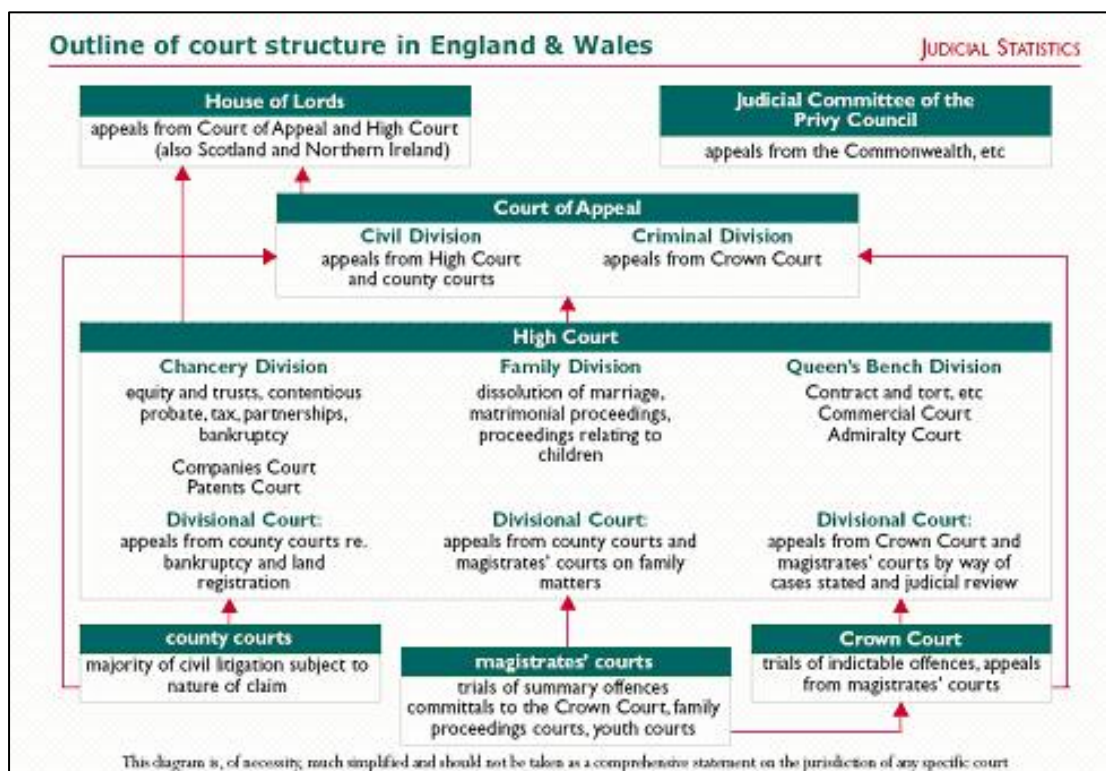 Outline of court structure in England & Wales
JUDICIAL STATISTICS
House of Lords
appeals from Court of Appeal and High Court
(also Scotland and Northern Ireland)
Judicial Committee of the
Privy Council
appeals from the Commonwealth, etc
Court of Appeal
Civil Division
appeals from High Court
and county courts
Criminal Division
appeals from Crown Court
High Court
Chancery Division
equity and trusts, contentious
probate, tax, partnerships,
bankruptcy
Companies Court
Patents Court
Divisional Court:
appeals from county courts re.
bankruptcy and land
registration
Family Division
dissolution of marriage,
matrimonial proceedings,
proceedings relating to
children
Divisional Court:
appeals from county courts and
magistrates' courts on family
matters
Queen's Bench Division
Contract and tort, etc
Commercial Court
Admiralty Court
Divisional Court:
appeals from Crown Court and
magistrates' courts by way of
cases stated and judicial review
county courts
majority of civil litigation subject to
nature of claim
magistrates' courts
trials of summary offences
committals to the Crown Court, family
proceedings courts, youth courts
Crown Court
trials of indictable offences, appeals
from magistrates' courts
This diagram is, of necessity, much simplified and should not be taken as a comprehensive statement on the jurisdiction of any specific court